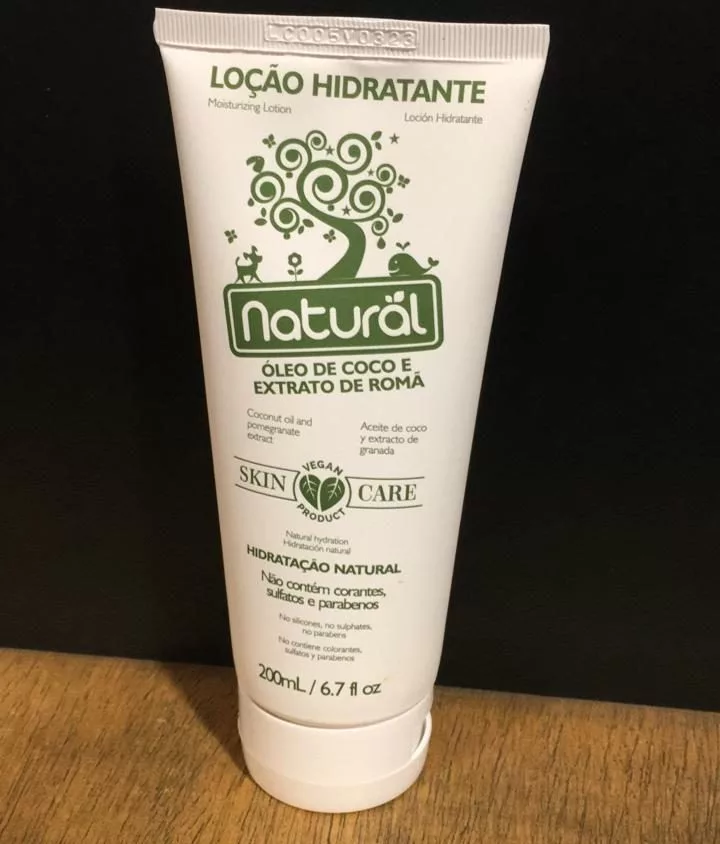 LC005V0323
LOÇÃO HIDRATANTE
Moisturizing Lotion
Loción Hidratante
natural
ÓLEO DE COCO E
EXTRATO DE ROMÃ
Coconut oil and
pomegranate
extract
Aceite de coco
y extracto de
granada
SKIN CARE
VEGAN
PRODUCT
Natural hydration
Hidratación natural
HIDRATAÇÃO NATURAL
Não contém corantes,
sulfatos e parabenos
No silicones, no sulphates,
no parabens
No contiene colorantes,
sulfatos y parabenos
200mL / 6.7 fl oz